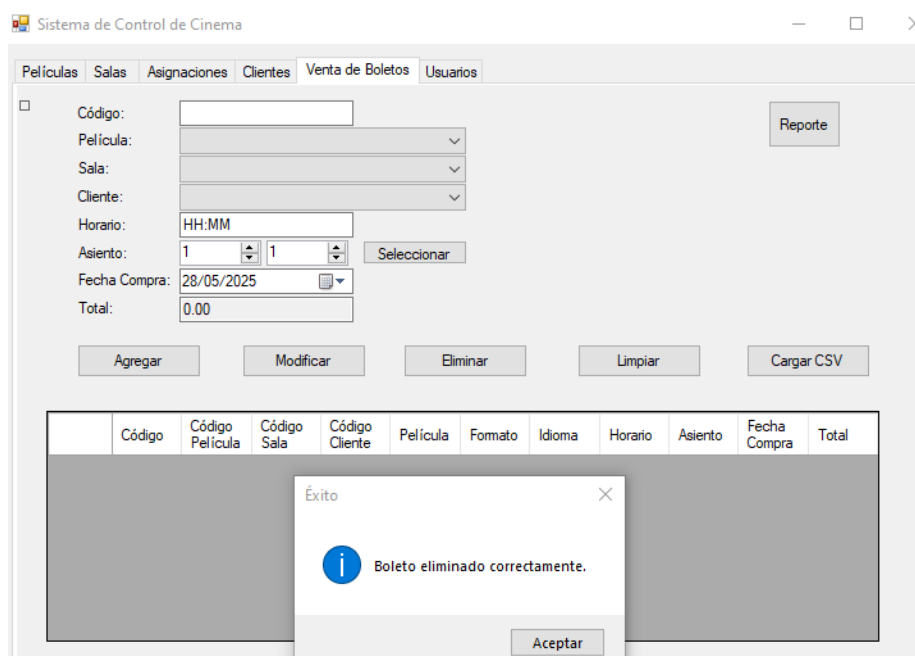 Sistema de Control de Cinema
Películas Salas Asignaciones Clientes Venta de Boletos Usuarios
Código:
Reporte
Película:
Sala:
Cliente:
Horario: HH:MM
Asiento: 1 1 Seleccionar
Fecha Compra: 28/05/2025
Total: 0.00
Agregar Modificar Eliminar Limpiar Cargar CSV
Código Código Película Código Sala Código Cliente Película Formato Idioma Horario Asiento Fecha Compra Total
Éxito
Boleto eliminado correctamente.
Aceptar